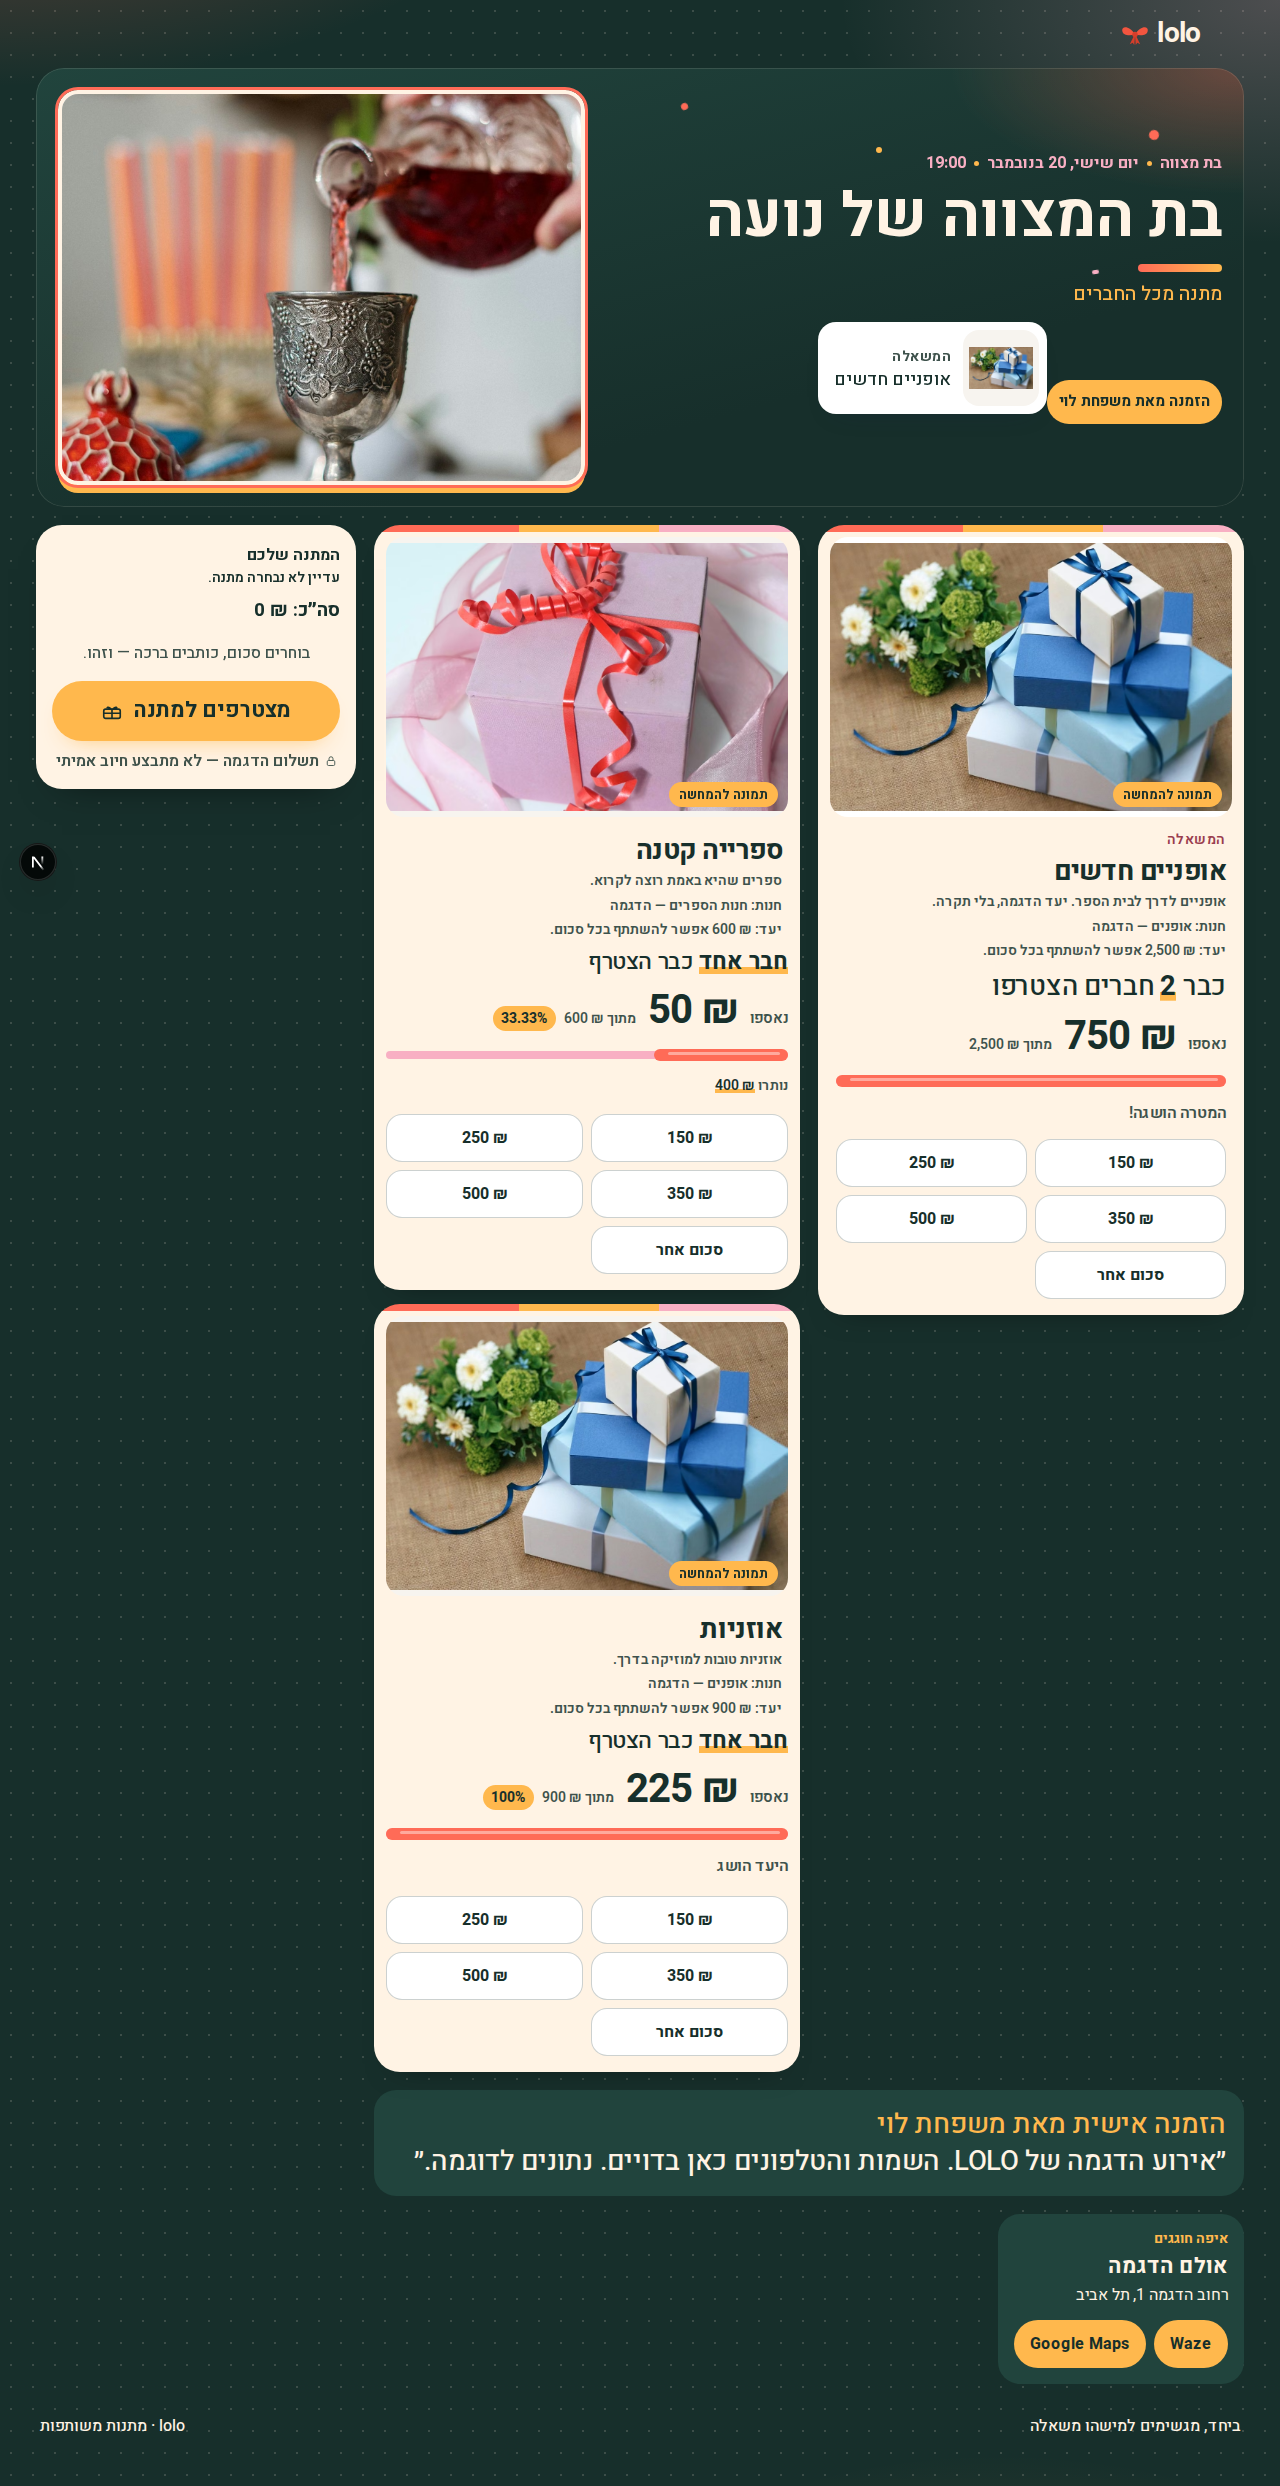 lolo
בת מצווה • יום שישי, 20 בנובמבר • 19:00
בת המצווה של נועה
מתנה מכל החברים
הזמנה מאת משפחת לוי
המשאלה
אופניים חדשים
תמונה להמחשה
המשאלה
אופניים חדשים
אופניים לדרך לבית הספר. יעד הדגמה, בלי תקרה.
חנות: אופנים — הדגמה
יעד: ₪ 2,500 אפשר להשתתף בכל סכום.
כבר 2 חברים הצטרפו
נאספו ₪ 750 מתוך ₪ 2,500
המטרה הושגה!
₪ 150
₪ 250
₪ 350
₪ 500
סכום אחר
תמונה להמחשה
ספרייה קטנה
ספרים שהיא באמת רוצה לקרוא.
חנות: חנות הספרים — הדגמה
יעד: ₪ 600 אפשר להשתתף בכל סכום.
חבר אחד כבר הצטרף
נאספו ₪ 50 מתוך ₪ 600 33.33%
נותרו ₪ 400
₪ 150
₪ 250
₪ 350
₪ 500
סכום אחר
תמונה להמחשה
אוזניות
אוזניות טובות למוזיקה בדרך.
חנות: אופנים — הדגמה
יעד: ₪ 900 אפשר להשתתף בכל סכום.
חבר אחד כבר הצטרף
נאספו ₪ 225 מתוך ₪ 900 100%
היעד הושג
₪ 150
₪ 250
₪ 350
₪ 500
סכום אחר
המתנה שלכם
עדיין לא נבחרה מתנה.
סה״כ: ₪ 0
בוחרים סכום, כותבים ברכה — וזהו.
מצטרפים למתנה
תשלום הדגמה — לא מתבצע חיוב אמיתי
N
הזמנה אישית מאת משפחת לוי
״אירוע הדגמה של LOLO. השמות והטלפונים כאן בדויים. נתונים לדוגמה.״
איפה חוגגים
אולם הדגמה
רחוב הדגמה 1, תל אביב
Waze
Google Maps
ביחד, מגשימים למישהו משאלה
lolo · מתנות משותפות